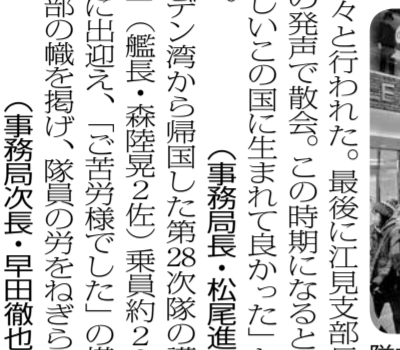 々と行われた。最後に江見支部
の発声で散会。この時期になると
しいこの国に生まれて良かった」
。（事務局長・松尾進
デン湾から帰国した第28次隊の
」（艦長・森陸晃２佐）乗員約２
に出迎え、「ご苦労様でした」の
部の幟を掲げ、隊員の労をねぎら
（事務局次長・早田徹也